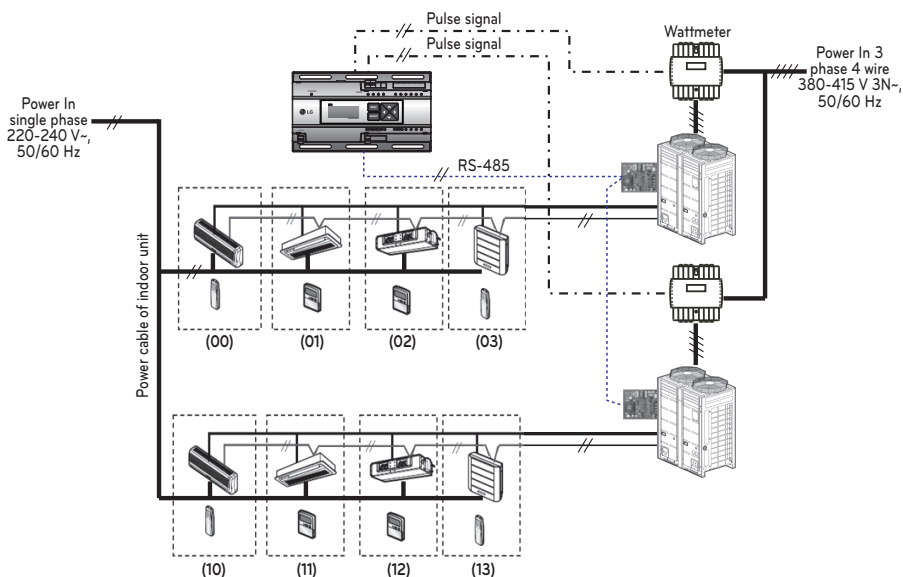 Pulse signal
Pulse signal
Wattmeter
Power In 3
phase 4 wire
380-415 V 3N~,
50/60 Hz
Power In
single phase
220-240 V~,
50/60 Hz
LG
RS-485
Power cable of indoor unit
(00)
(01)
(02)
(03)
(10)
(11)
(12)
(13)